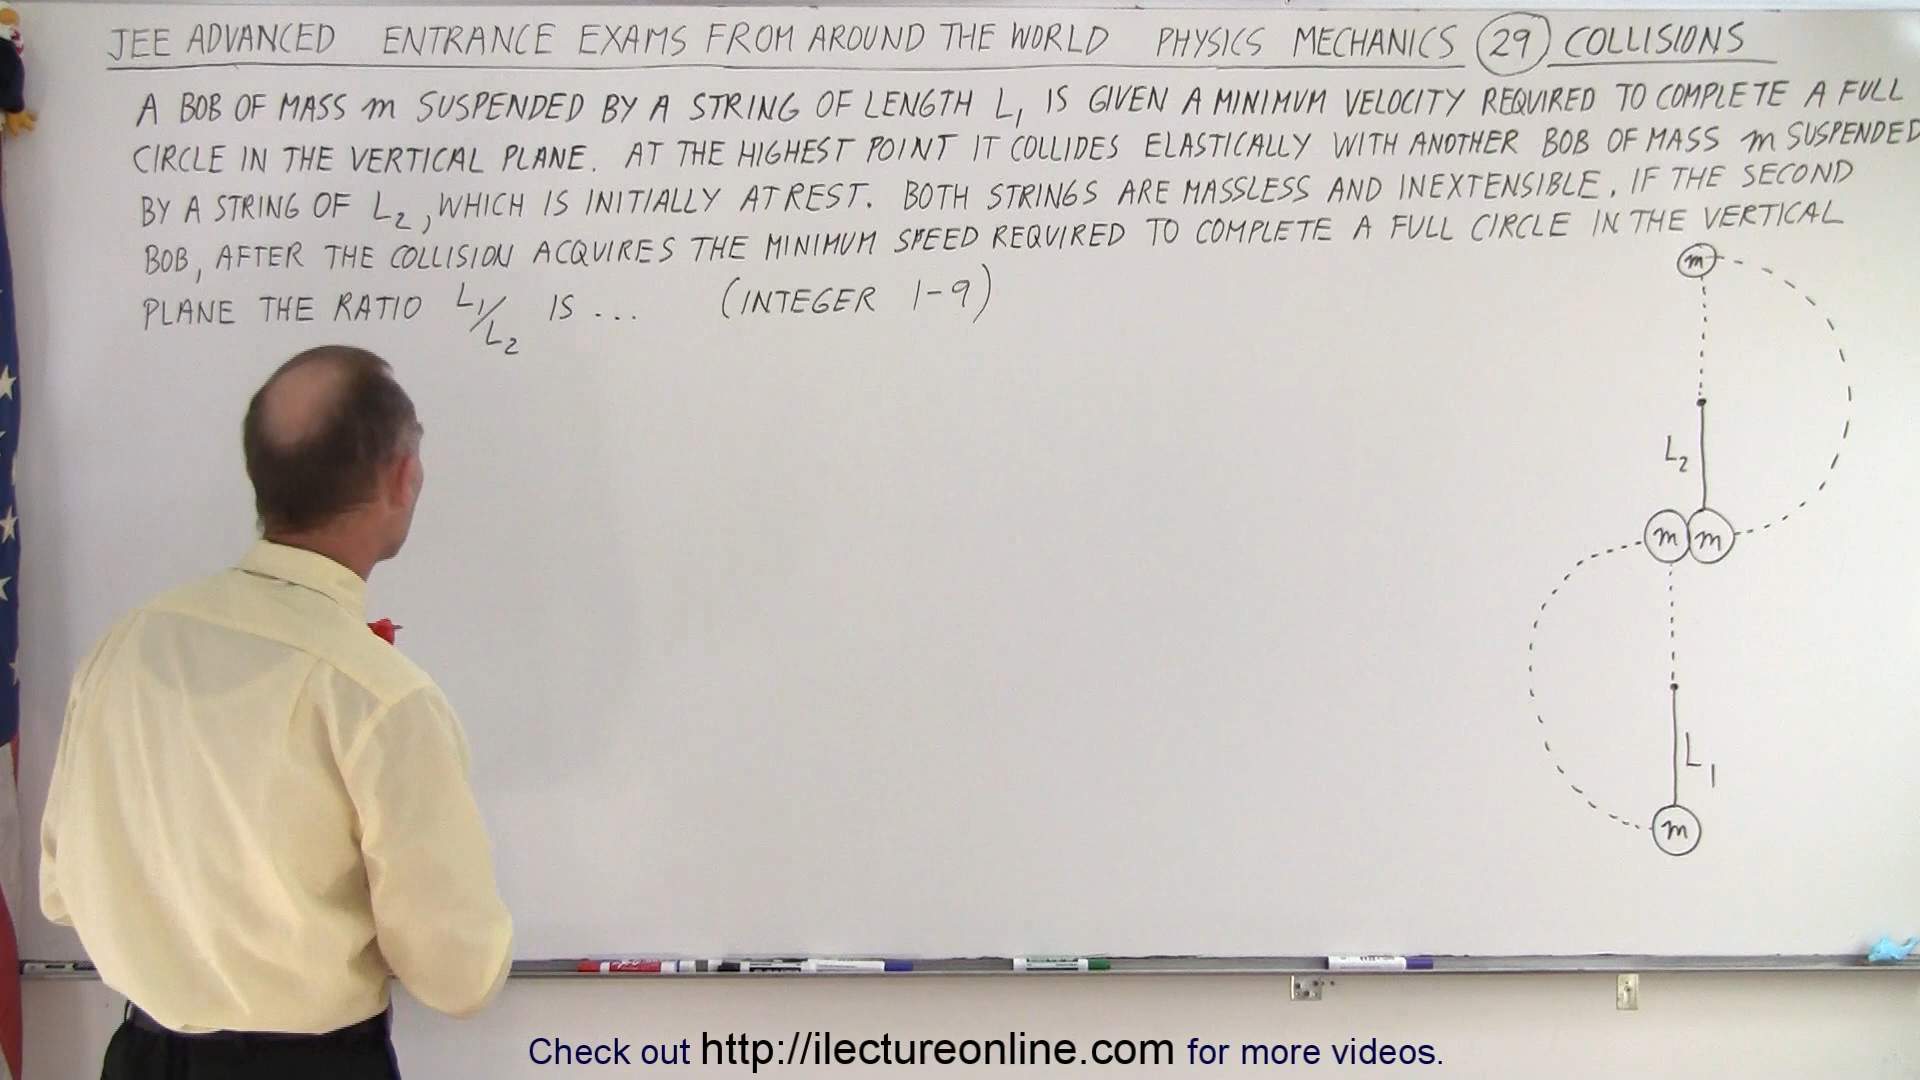 JEE ADVANCED ENTRANCE EXAMS FROM AROUND THE WORLD PHYSICS MECHANICS 29 COLLISIONS
A BOB OF MASS m SUSPENDED BY A STRING OF LENGTH L₁ IS GIVEN A MINIMUM VELOCITY REQUIRED TO COMPLETE A FULL
CIRCLE IN THE VERTICAL PLANE. AT THE HIGHEST POINT IT COLLIDES ELASTICALLY WITH ANOTHER BOB OF MASS m SUSPENDED
BY A STRING OF L₂, WHICH IS INITIALLY AT REST. BOTH STRINGS ARE MASSLESS AND INEXTENSIBLE. IF THE SECOND
BOB, AFTER THE COLLISION ACQUIRES THE MINIMUM SPEED REQUIRED TO COMPLETE A FULL CIRCLE IN THE VERTICAL
PLANE THE RATIO L₁/L₂ IS ... (INTEGER 1-9)
m
L₂
m m
L₁
m
Check out http://ilectureonline.com for more videos.